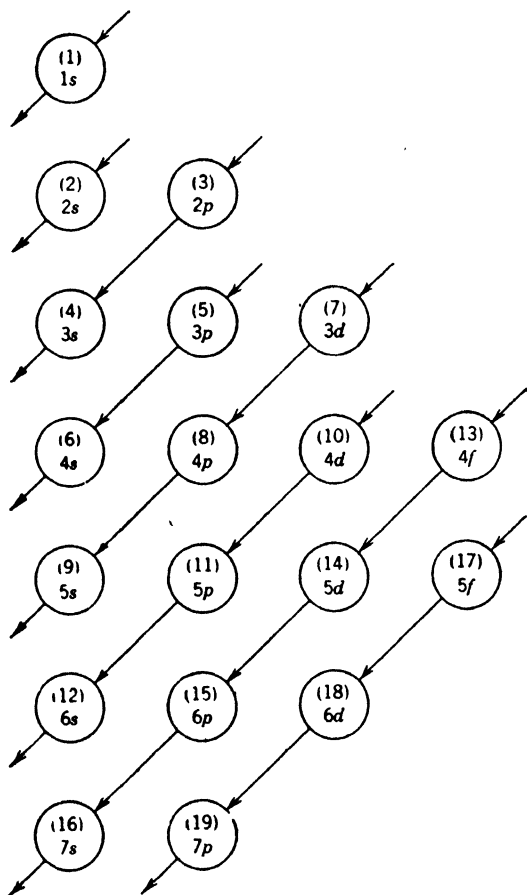 (1)
1s
(2)
2s
(3)
2p
(4)
3s
(5)
3p
(7)
3d
(6)
4s
(8)
4p
(10)
4d
(13)
4f
(9)
5s
(11)
5p
(14)
5d
(17)
5f
(12)
6s
(15)
6p
(18)
6d
(16)
7s
(19)
7p